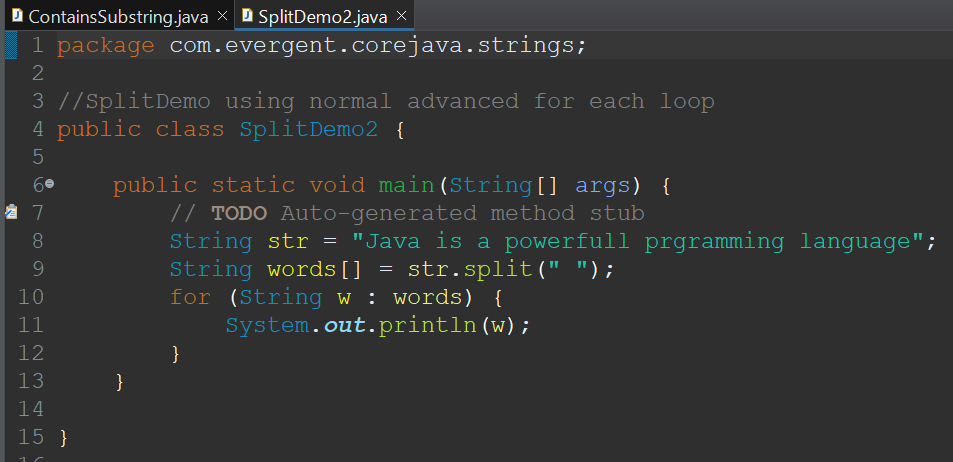 ContainsSubstring.java × SplitDemo2.java ×
1 package com.evergent.corejava.strings;
2
3 //SplitDemo using normal advanced for each loop
4 public class SplitDemo2 {
5
6 public static void main(String[] args) {
7 // TODO Auto-generated method stub
8 String str = "Java is a powerfull prgramming language";
9 String words[] = str.split(" ");
10 for (String w : words) {
11 System.out.println(w);
12 }
13 }
14
15 }
16